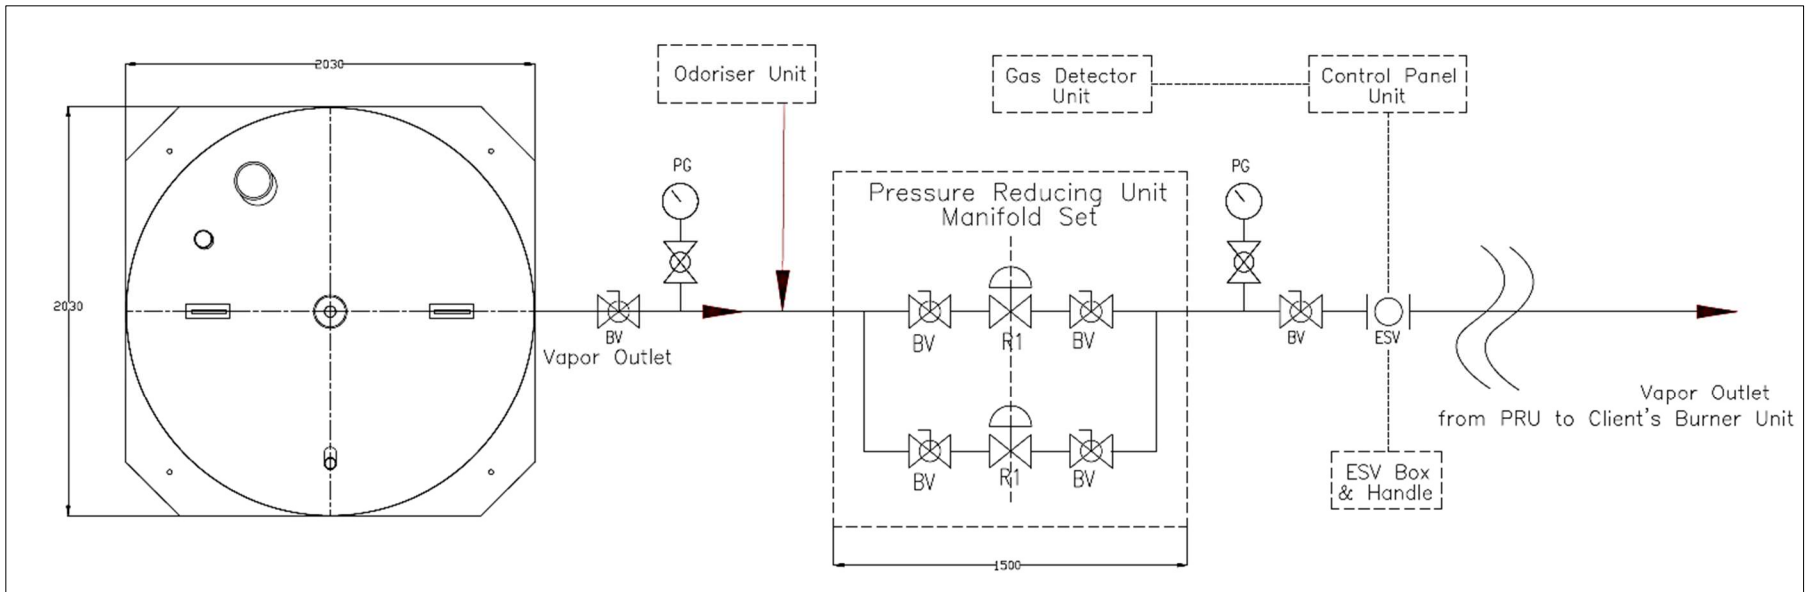 2030
2030
Odoriser Unit
Gas Detector
Unit
Control Panel
Unit
PG
PG
Pressure Reducing Unit
Manifold Set
BV
Vapor Outlet
BV
R1
BV
BV
R1
BV
BV
ESV
Vapor Outlet
from PRU to Client's Burner Unit
ESV Box
& Handle
1500